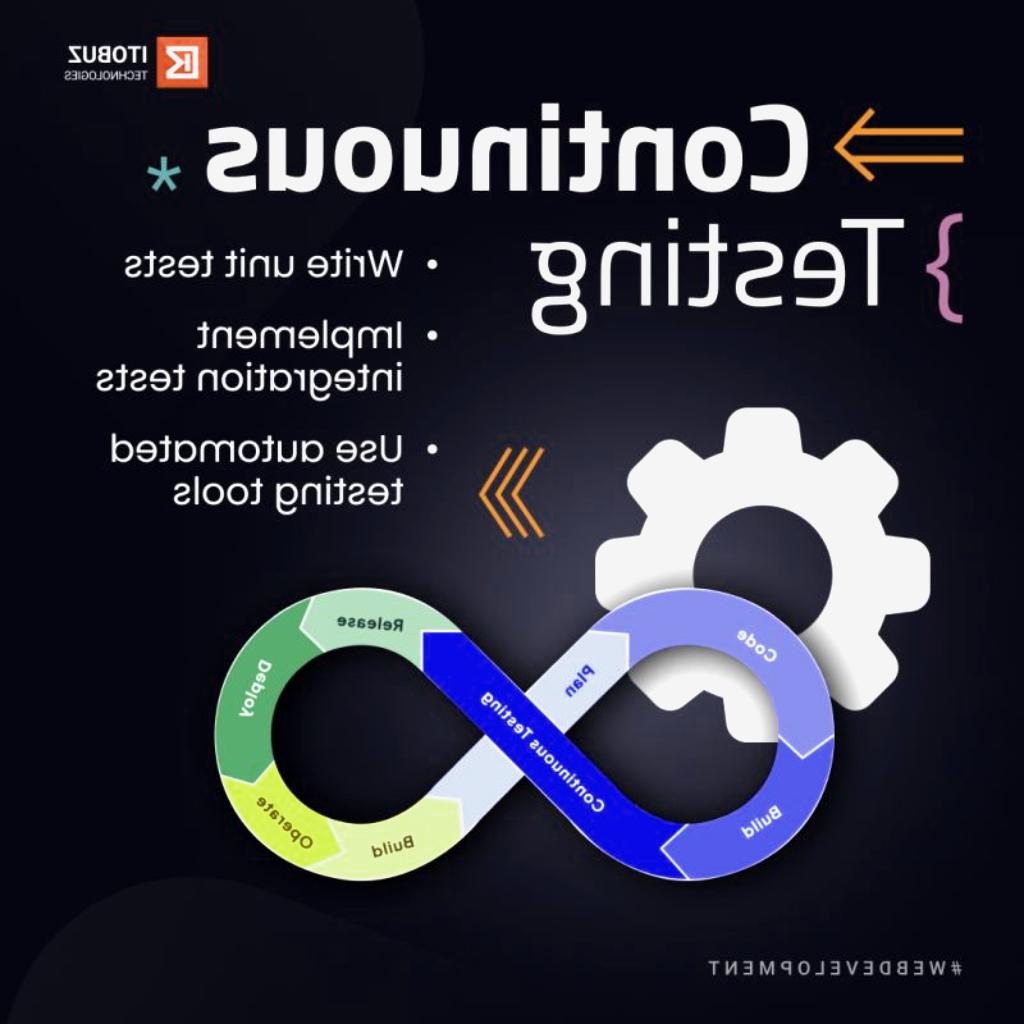 ITOBUZ
TECHNOLOGIES
Continuous *
} Testing
• Write unit tests
• Implement
integration tests
• Use automated
testing tools
Release
Deploy
Operate
Build
Plan
Continuous Testing
Code
Build
#WEBDEVELOPMENT